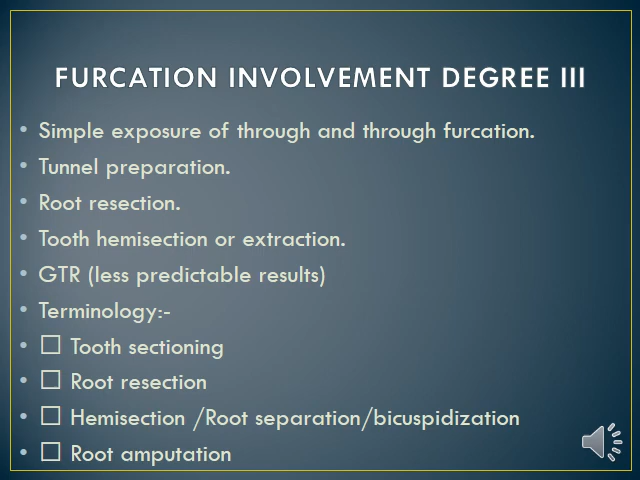 FURCATION INVOLVEMENT DEGREE III
• Simple exposure of through and through furcation.
• Tunnel preparation.
• Root resection.
• Tooth hemisection or extraction.
• GTR (less predictable results)
• Terminology:-
• □ Tooth sectioning
• □ Root resection
• □ Hemisection /Root separation/bicuspidization
• □ Root amputation